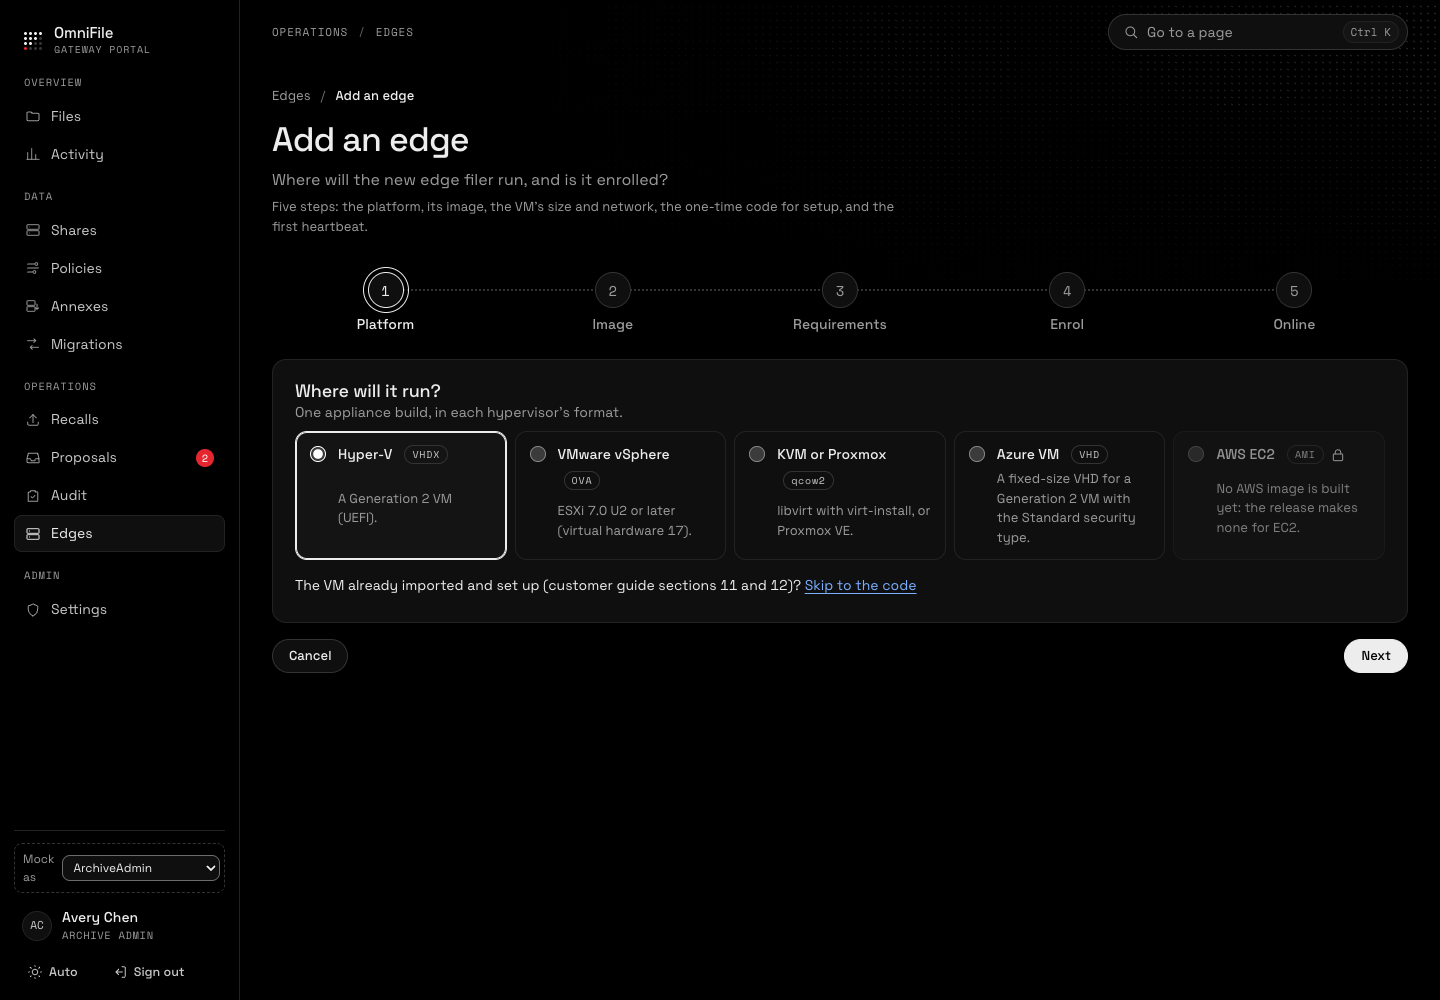 OmniFile
GATEWAY PORTAL
OVERVIEW
Files
Activity
DATA
Shares
Policies
Annexes
Migrations
OPERATIONS
Recalls
Proposals 2
Audit
Edges
ADMIN
Settings
Mock as
ArchiveAdmin
AC
Avery Chen
ARCHIVE ADMIN
Auto
Sign out
OPERATIONS / EDGES
Go to a page
Ctrl K
Edges / Add an edge
Add an edge
Where will the new edge filer run, and is it enrolled?
Five steps: the platform, its image, the VM's size and network, the one-time code for setup, and the
first heartbeat.
1 2 3 4 5
Platform Image Requirements Enrol Online
Where will it run?
One appliance build, in each hypervisor's format.
Hyper-V VHDX
A Generation 2 VM
(UEFI).
VMware vSphere
OVA
ESXi 7.0 U2 or later
(virtual hardware 17).
KVM or Proxmox
qcow2
libvirt with virt-install, or
Proxmox VE.
Azure VM VHD
A fixed-size VHD for a
Generation 2 VM with
the Standard security
type.
AWS EC2 AMI
No AWS image is built
yet: the release makes
none for EC2.
The VM already imported and set up (customer guide sections 11 and 12)? Skip to the code
Cancel
Next